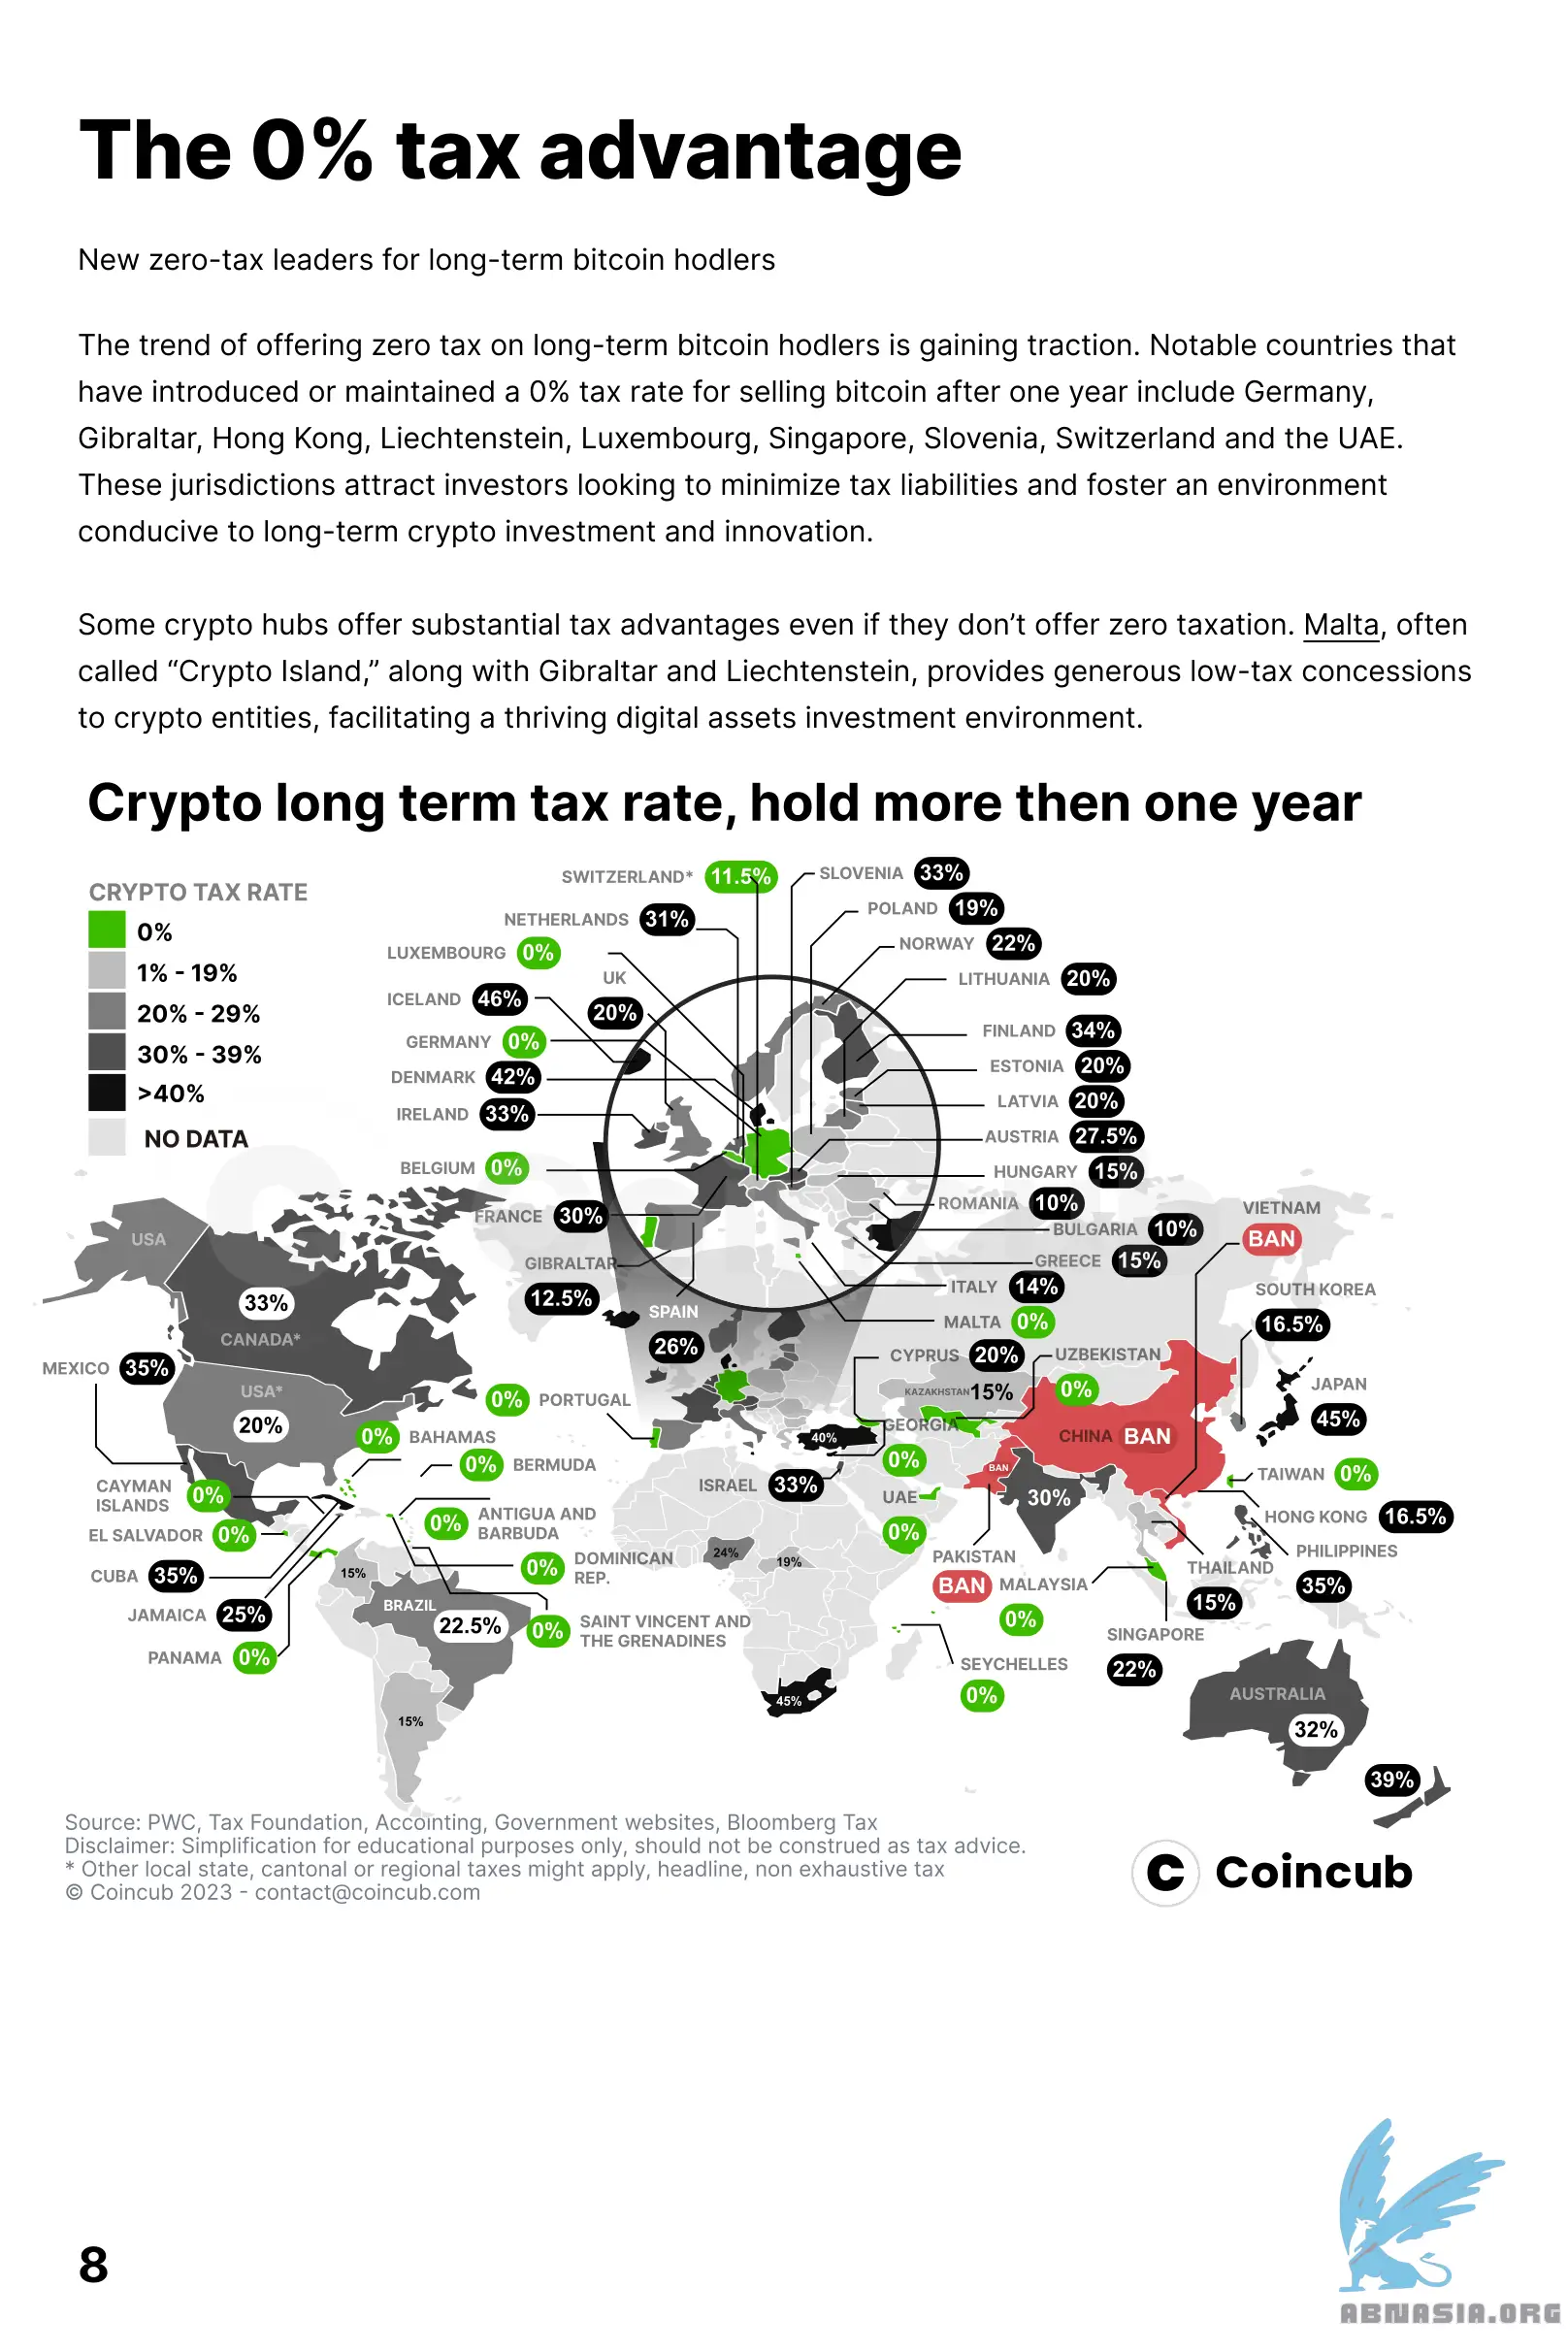 The 0% tax advantage
New zero-tax leaders for long-term bitcoin hodlers
The trend of offering zero tax on long-term bitcoin hodlers is gaining traction. Notable countries that
have introduced or maintained a 0% tax rate for selling bitcoin after one year include Germany,
Gibraltar, Hong Kong, Liechtenstein, Luxembourg, Singapore, Slovenia, Switzerland and the UAE.
These jurisdictions attract investors looking to minimize tax liabilities and foster an environment
conducive to long-term crypto investment and innovation.
Some crypto hubs offer substantial tax advantages even if they don’t offer zero taxation. Malta, often
called “Crypto Island,” along with Gibraltar and Liechtenstein, provides generous low-tax concessions
to crypto entities, facilitating a thriving digital assets investment environment.
Crypto long term tax rate, hold more then one year
CRYPTO TAX RATE
0%
1% - 19%
20% - 29%
30% - 39%
>40%
NO DATA
SWITZERLAND* 11.5%
NETHERLANDS 31%
LUXEMBOURG 0%
UK
20%
ICELAND 46%
GERMANY 0%
DENMARK 42%
IRELAND 33%
BELGIUM 0%
FRANCE 30%
GIBRALTAR
12.5%
SPAIN
26%
SLOVENIA 33%
POLAND 19%
NORWAY 22%
LITHUANIA 20%
FINLAND 34%
ESTONIA 20%
LATVIA 20%
AUSTRIA 27.5%
HUNGARY 15%
ROMANIA 10%
BULGARIA 10%
GREECE 15%
ITALY 14%
MALTA 0%
CYPRUS 20%
UZBEKISTAN
0%
KAZAKHSTAN 15%
GEORGIA
0%
VIETNAM
BAN
SOUTH KOREA
16.5%
JAPAN
45%
CHINA BAN
TAIWAN 0%
HONG KONG 16.5%
PHILIPPINES
35%
THAILAND
15%
SINGAPORE
22%
MALAYSIA
0%
PAKISTAN
BAN
BAN
30%
UAE
0%
ISRAEL 33%
40%
SEYCHELLES
0%
AUSTRALIA
32%
39%
USA
33%
CANADA*
MEXICO 35%
USA*
20%
0% PORTUGAL
0% BAHAMAS
0% BERMUDA
CAYMAN
ISLANDS 0%
0% ANTIGUA AND
BARBUDA
EL SALVADOR 0%
0% DOMINICAN
REP.
CUBA 35%
JAMAICA 25%
0% SAINT VINCENT AND
THE GRENADINES
PANAMA 0%
15%
BRAZIL
22.5%
15%
24%
19%
45%
Source: PWC, Tax Foundation, Accointing, Government websites, Bloomberg Tax
Disclaimer: Simplification for educational purposes only, should not be construed as tax advice.
* Other local state, cantonal or regional taxes might apply, headline, non exhaustive tax
© Coincub 2023 - contact@coincub.com
C Coincub
8
ABNASIA.ORG